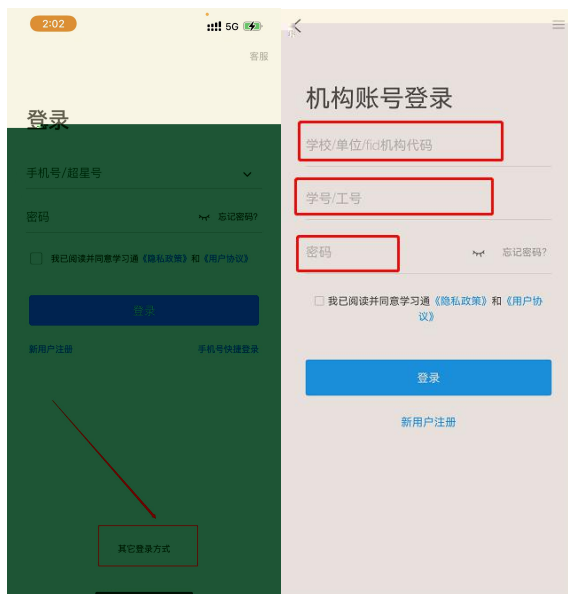 2:02
5G
客服
登录
手机号/超星号
密码
忘记密码?
我已阅读并同意学习通《隐私政策》和《用户协议》
登录
新用户注册
手机号快捷登录
其它登录方式
机构账号登录
学校/单位/fid机构代码
学号/工号
密码
忘记密码?
我已阅读并同意学习通《隐私政策》和《用户协
议》
登录
新用户注册